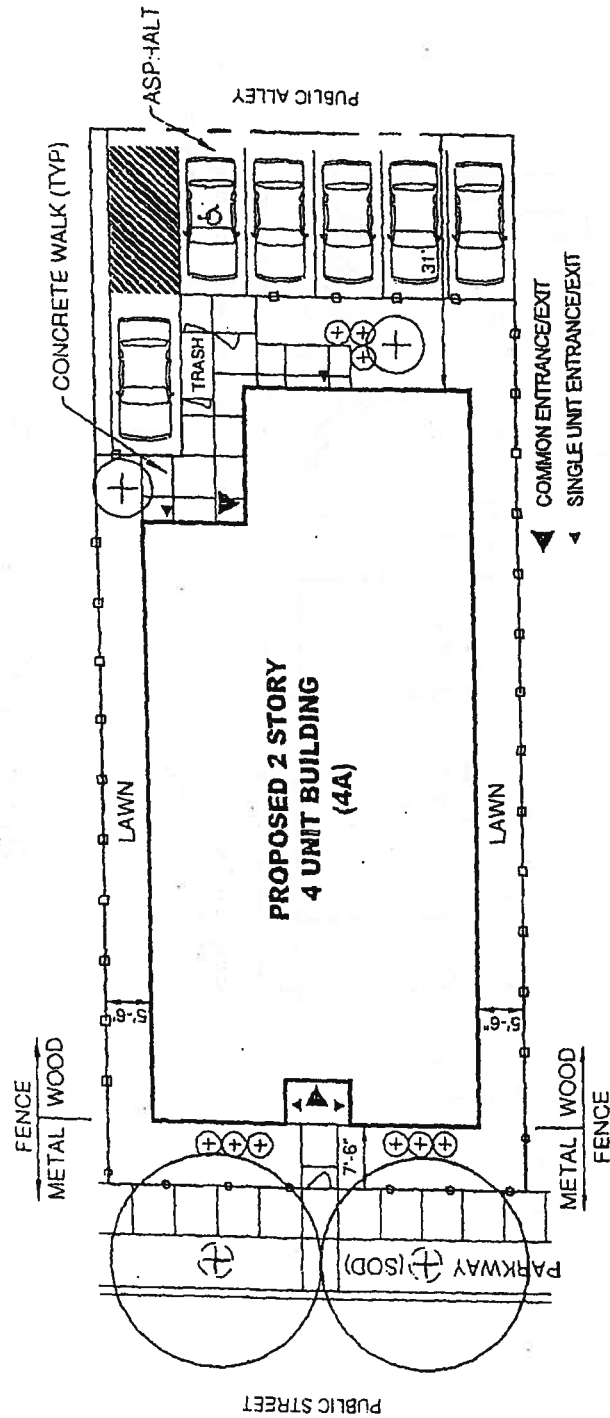 PUBLIC ALLEY
ASPHALT
CONCRETE WALK (TYP)
TRASH
31'
LAWN
PROPOSED 2 STORY
4 UNIT BUILDING
(4A)
LAWN
5'-6"
5'-6"
7'-6"
FENCE
METAL WOOD
METAL WOOD
FENCE
PARKWAY (SOD)
PUBLIC STREET
COMMON ENTRANCE/EXIT
SINGLE UNIT ENTRANCE/EXIT